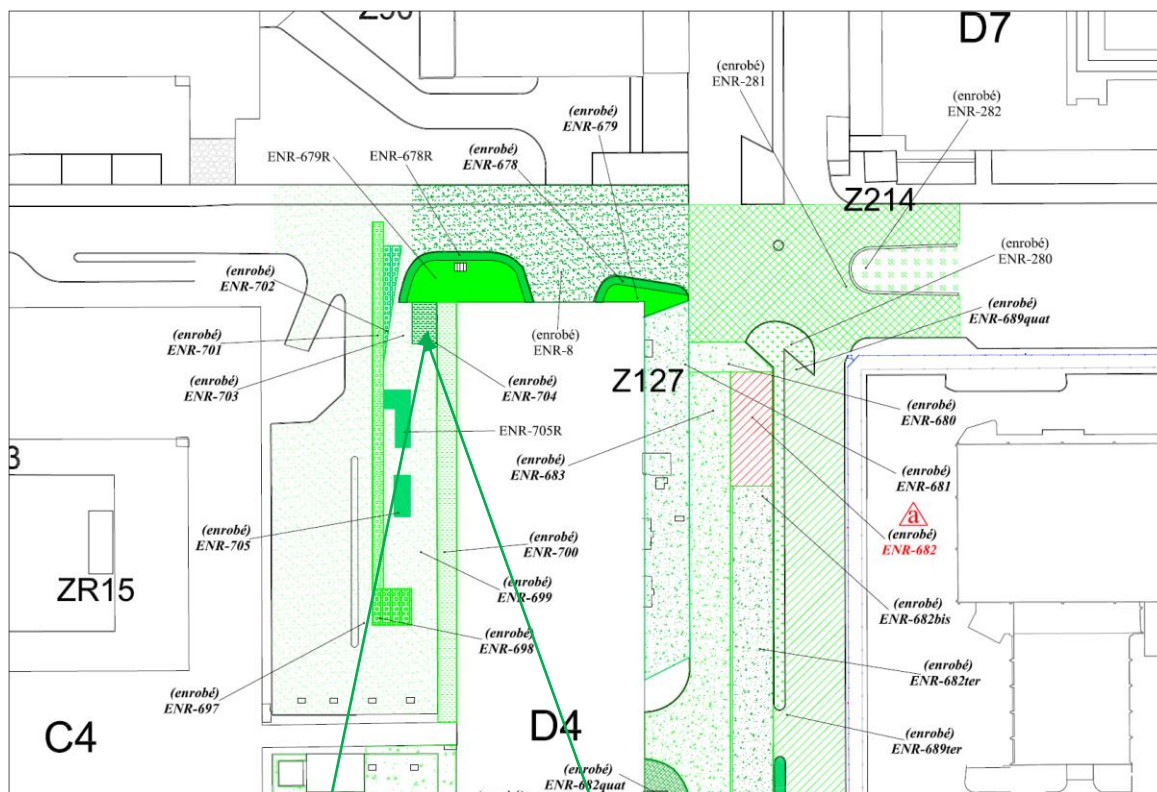 Z50
D7
(enrobé)
ENR-281
(enrobé)
ENR-282
(enrobé)
ENR-679
ENR-679R
ENR-678R
(enrobé)
ENR-678
Z214
(enrobé)
ENR-280
(enrobé)
ENR-702
(enrobé)
ENR-689quat
(enrobé)
ENR-701
(enrobé)
ENR-8
(enrobé)
ENR-703
(enrobé)
ENR-704
Z127
(enrobé)
ENR-680
ENR-705R
(enrobé)
ENR-683
(enrobé)
ENR-681
3
a
(enrobé)
ENR-682
(enrobé)
ENR-705
(enrobé)
ENR-700
ZR15
(enrobé)
ENR-699
(enrobé)
ENR-682bis
(enrobé)
ENR-698
(enrobé)
ENR-682ter
(enrobé)
ENR-697
C4
D4
(enrobé)
ENR-689ter
(enrobé)
ENR-682quat